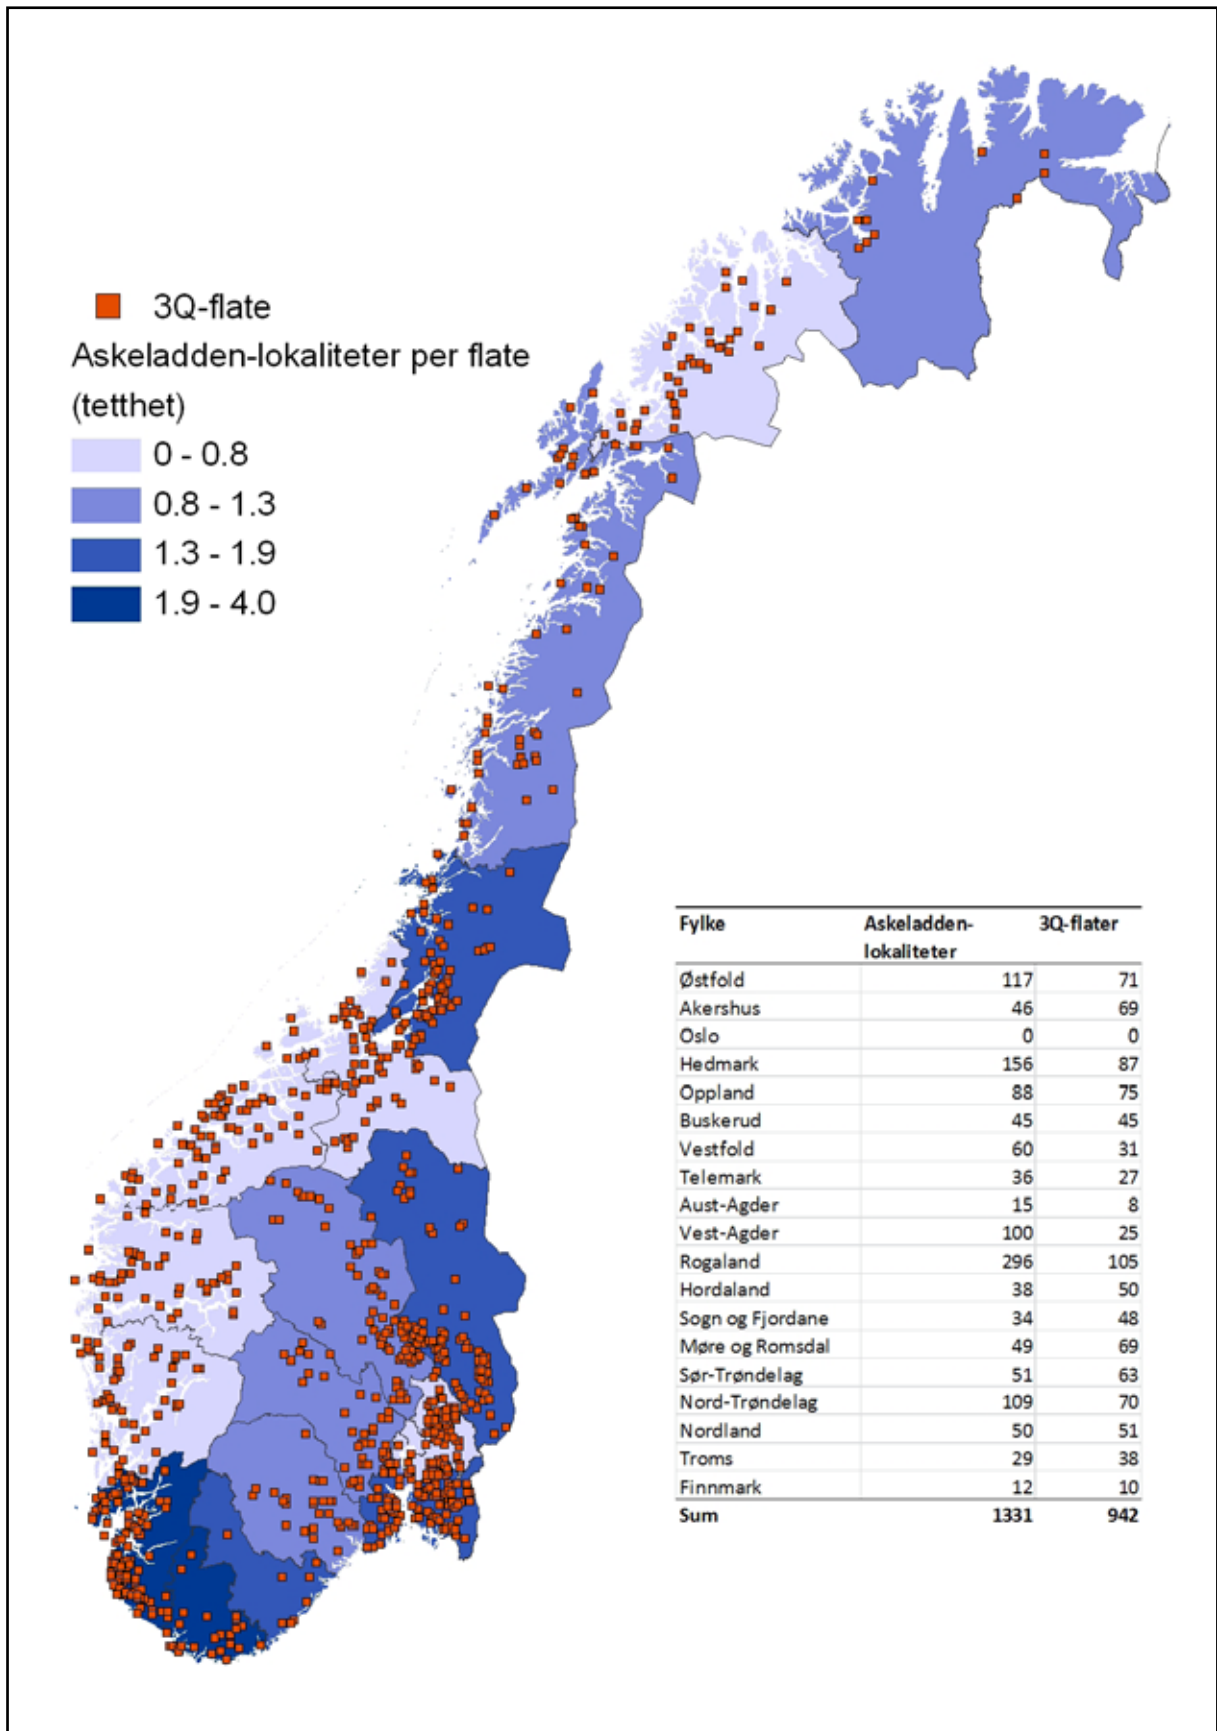 3Q-flate
Askeladden-lokaliteter per flate
(tetthet)
0 - 0.8
0.8 - 1.3
1.3 - 1.9
1.9 - 4.0
Fylke Askeladden- 3Q-flater
lokaliteter
Østfold 117 71
Akershus 46 69
Oslo 0 0
Hedmark 156 87
Oppland 88 75
Buskerud 45 45
Vestfold 60 31
Telemark 36 27
Aust-Agder 15 8
Vest-Agder 100 25
Rogaland 296 105
Hordaland 38 50
Sogn og Fjordane 34 48
Møre og Romsdal 49 69
Sør-Trøndelag 51 63
Nord-Trøndelag 109 70
Nordland 50 51
Troms 29 38
Finnmark 12 10
Sum 1331 942